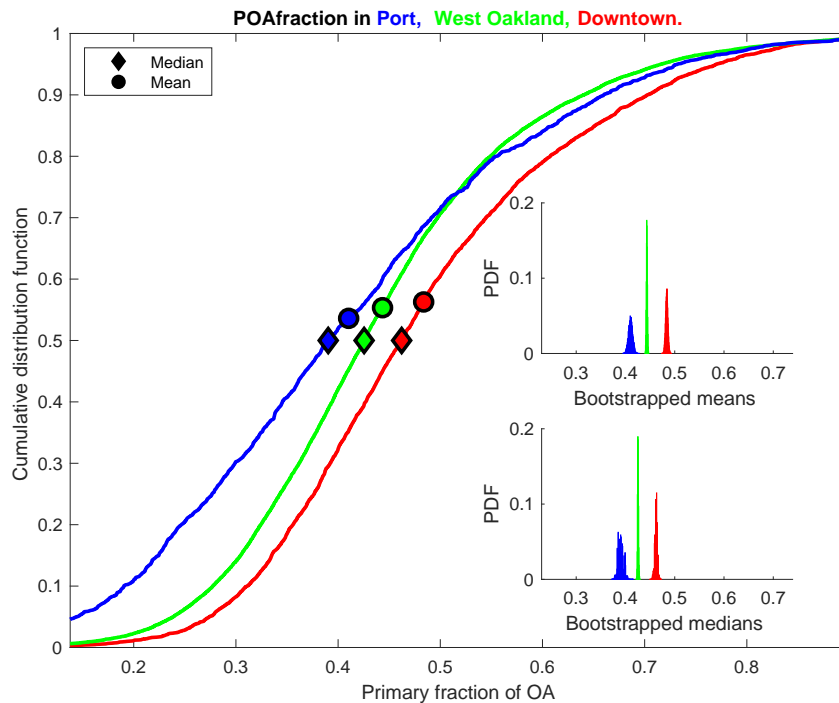 POAfraction in Port, West Oakland, Downtown.
Median
Mean
Cumulative distribution function
1
0.9
0.8
0.7
0.6
0.5
0.4
0.3
0.2
0.1
0
0.2 0.3 0.4 0.5 0.6 0.7 0.8
Primary fraction of OA
PDF
0.2
0.1
0
0.3 0.4 0.5 0.6 0.7
Bootstrapped means
PDF
0.2
0.1
0
0.3 0.4 0.5 0.6 0.7
Bootstrapped medians